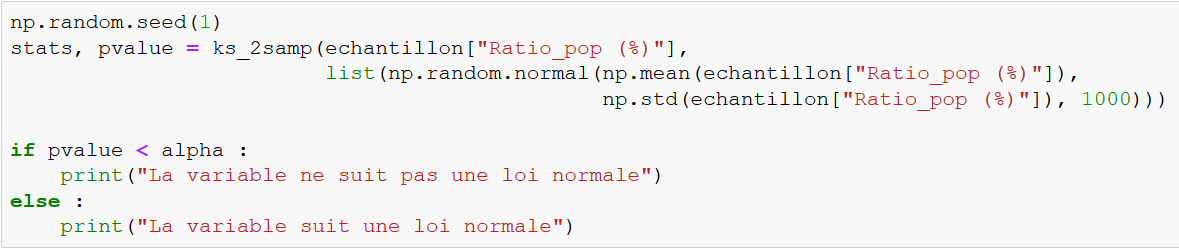 np.random.seed(1)
stats, pvalue = ks_2samp(echantillon["Ratio_pop (%)"],
                         list(np.random.normal(np.mean(echantillon["Ratio_pop (%)"]),
                                               np.std(echantillon["Ratio_pop (%)"]), 1000)))

if pvalue < alpha :
    print("La variable ne suit pas une loi normale")
else :
    print("La variable suit une loi normale")